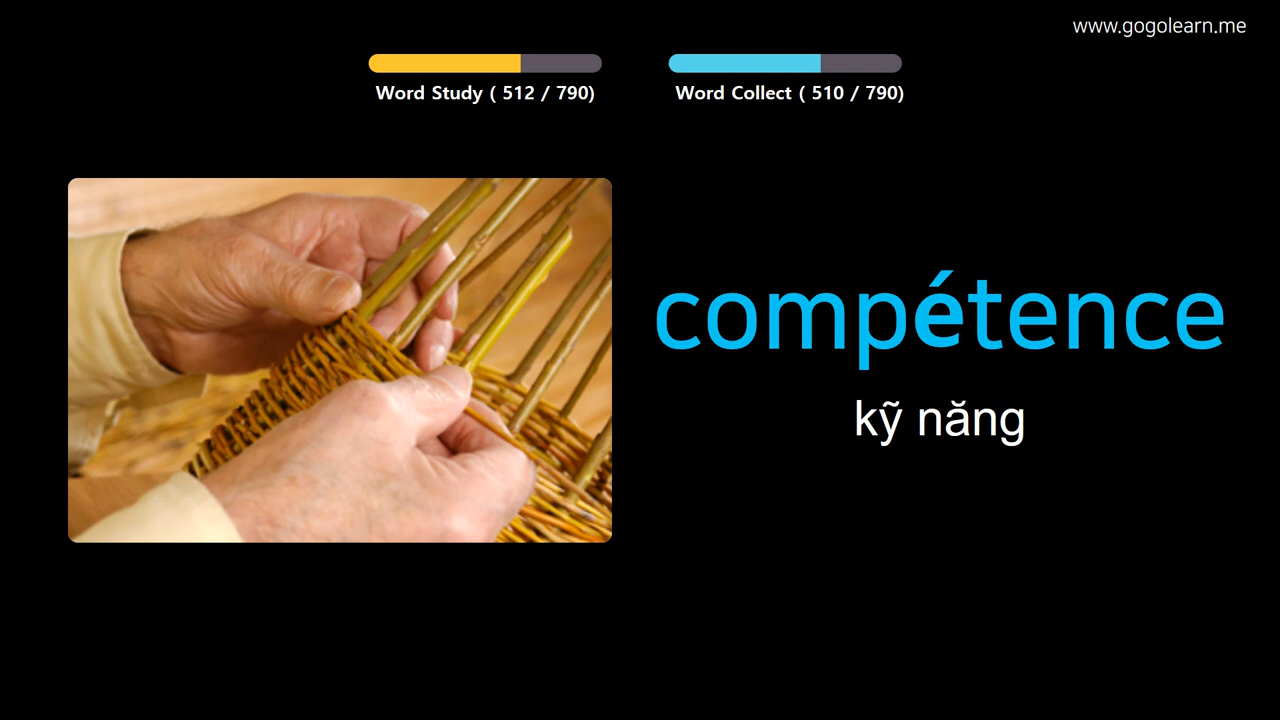 www.gogolearn.me
Word Study ( 512 / 790)
Word Collect ( 510 / 790)
compétence
kỹ năng